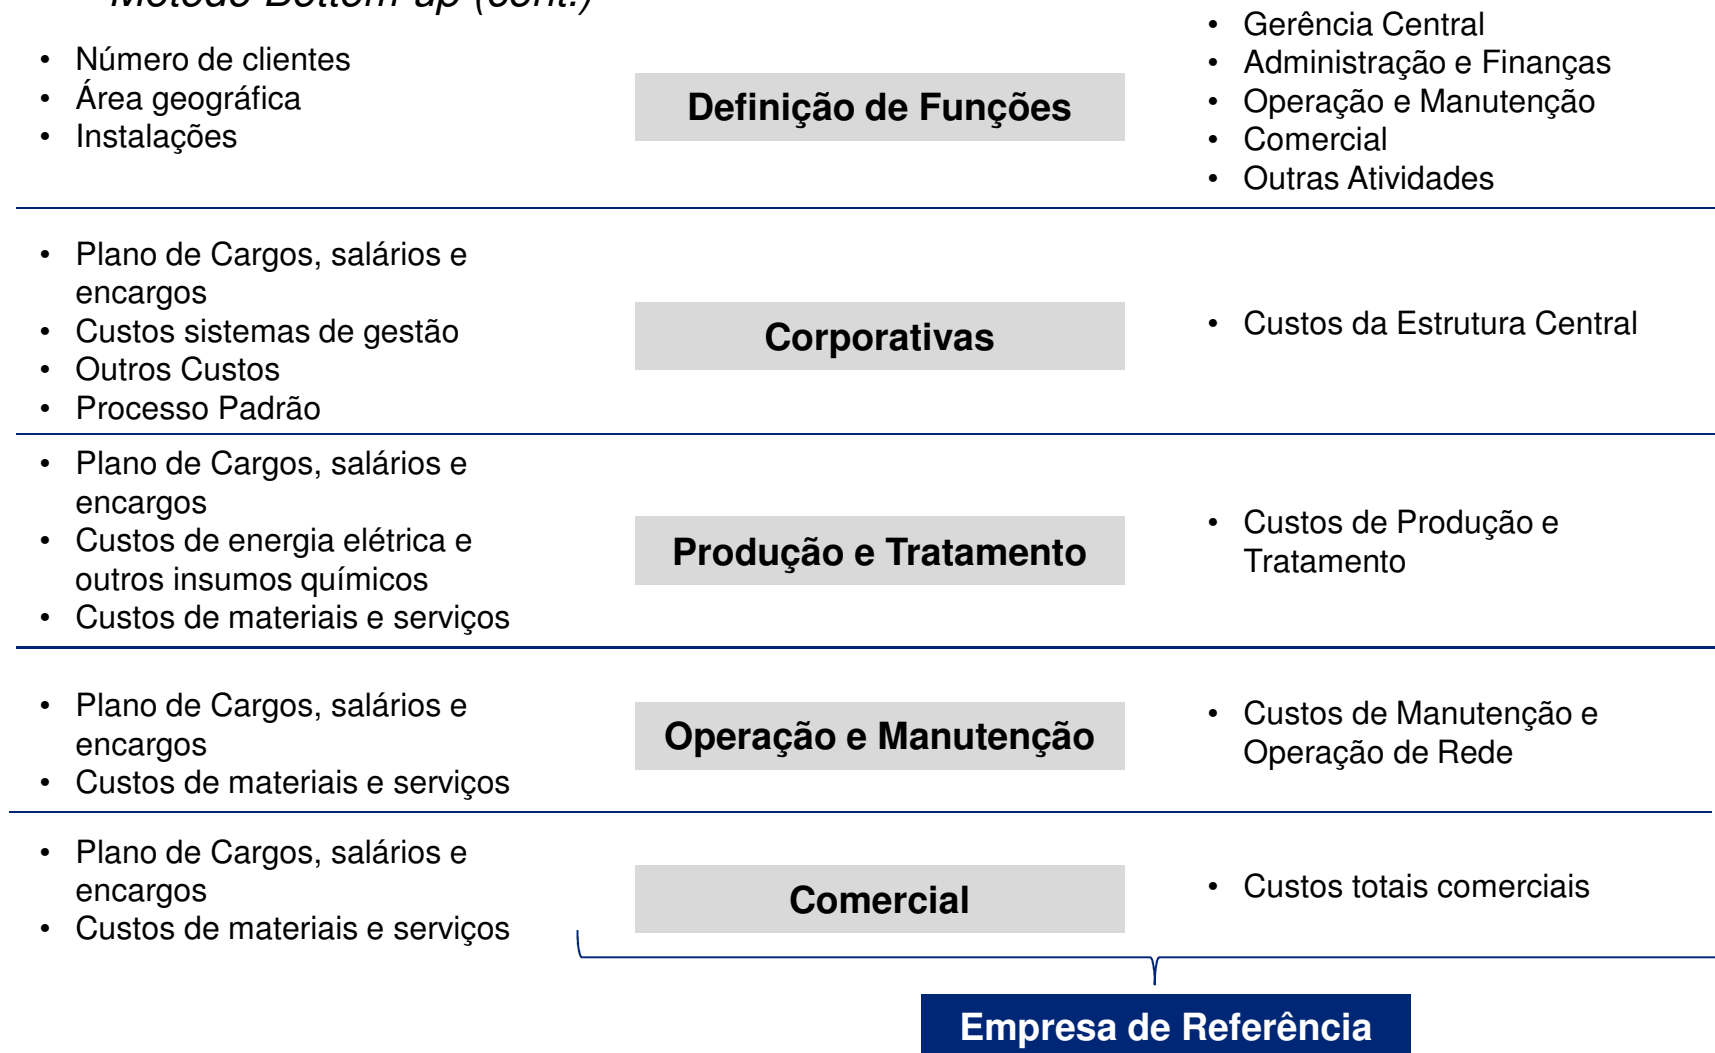 Método Bottom-up (cont.)
• Número de clientes
• Área geográfica
• Instalações
Definição de Funções
• Gerência Central
• Administração e Finanças
• Operação e Manutenção
• Comercial
• Outras Atividades
• Plano de Cargos, salários e
encargos
• Custos sistemas de gestão
• Outros Custos
• Processo Padrão
Corporativas
• Custos da Estrutura Central
• Plano de Cargos, salários e
encargos
• Custos de energia elétrica e
outros insumos químicos
• Custos de materiais e serviços
Produção e Tratamento
• Custos de Produção e
Tratamento
• Plano de Cargos, salários e
encargos
• Custos de materiais e serviços
Operação e Manutenção
• Custos de Manutenção e
Operação de Rede
• Plano de Cargos, salários e
encargos
• Custos de materiais e serviços
Comercial
• Custos totais comerciais
Empresa de Referência